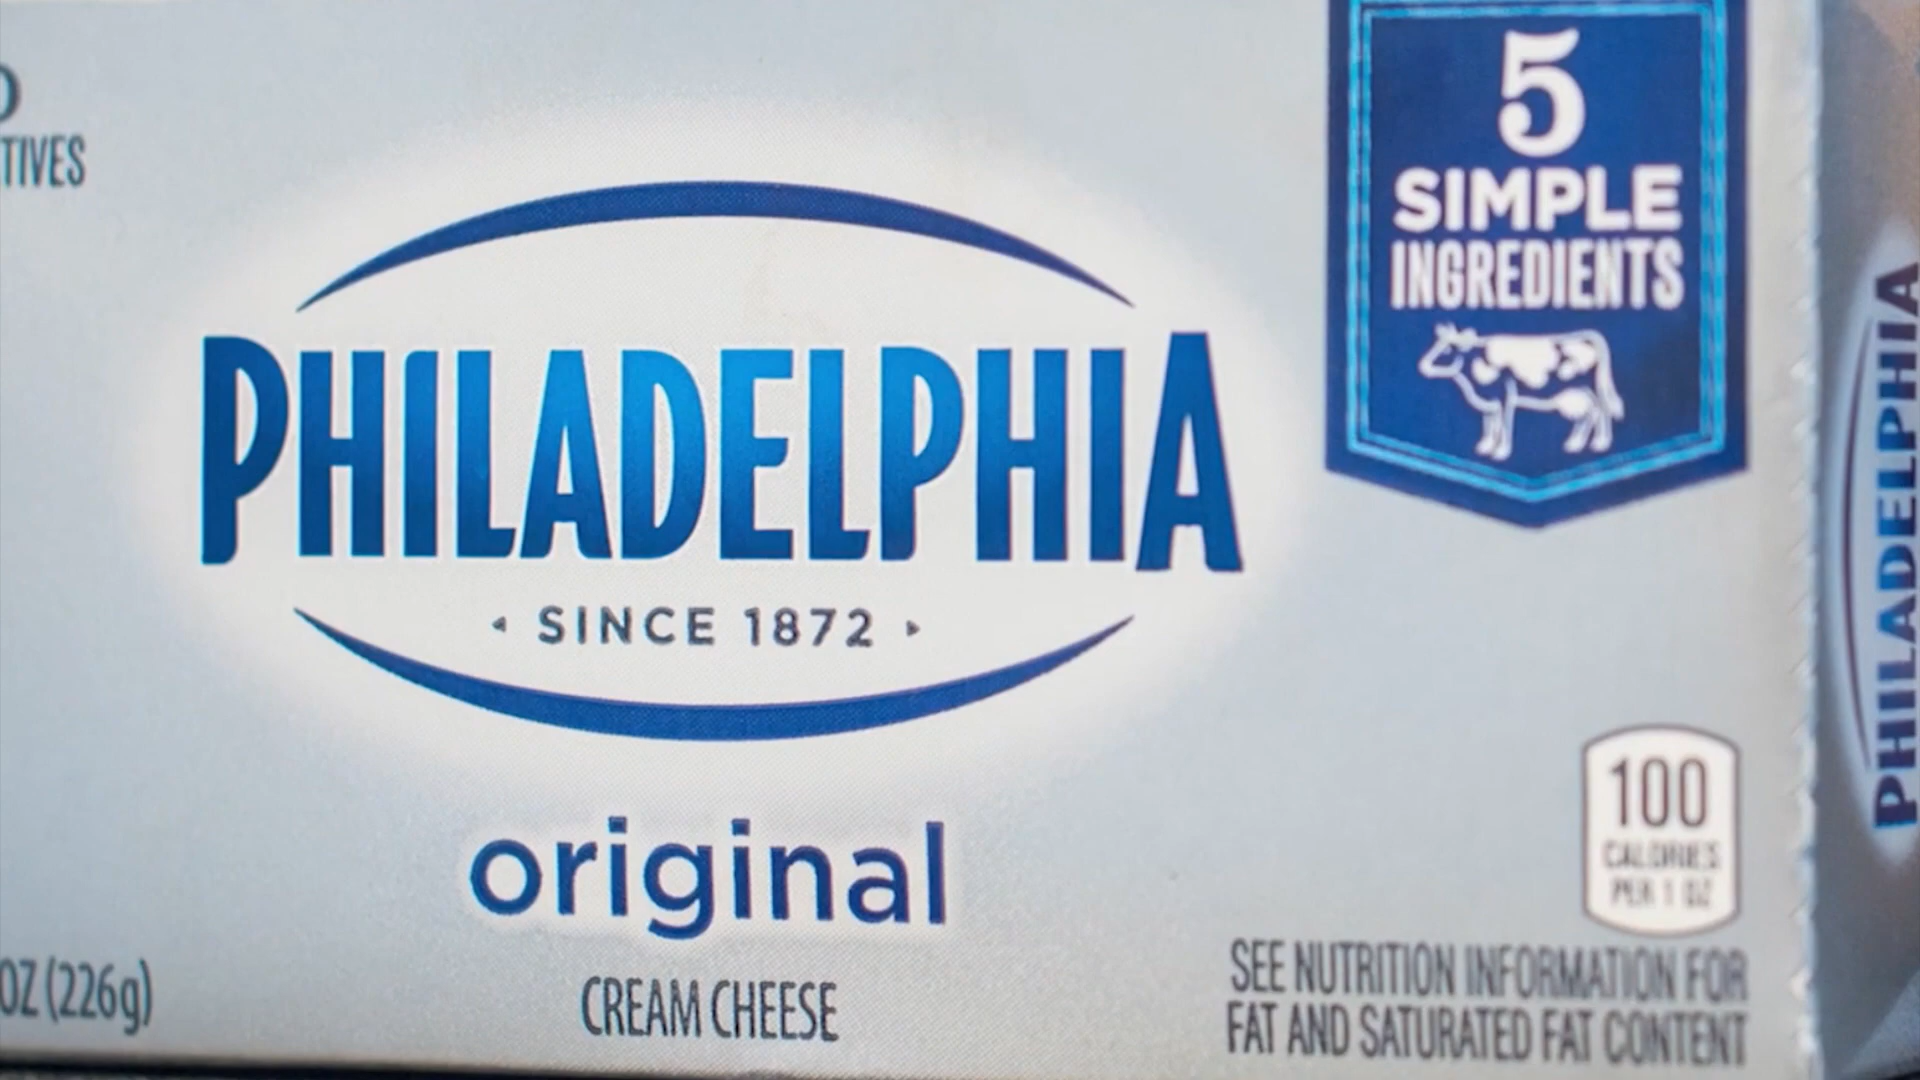 TIVES
PHILADELPHIA
SINCE 1872
original
CREAM CHEESE
OZ (226g)
5
SIMPLE
INGREDIENTS
100
CALORIES
PER 1 OZ
SEE NUTRITION INFORMATION FOR
FAT AND SATURATED FAT CONTENT
PHILADELPHIA